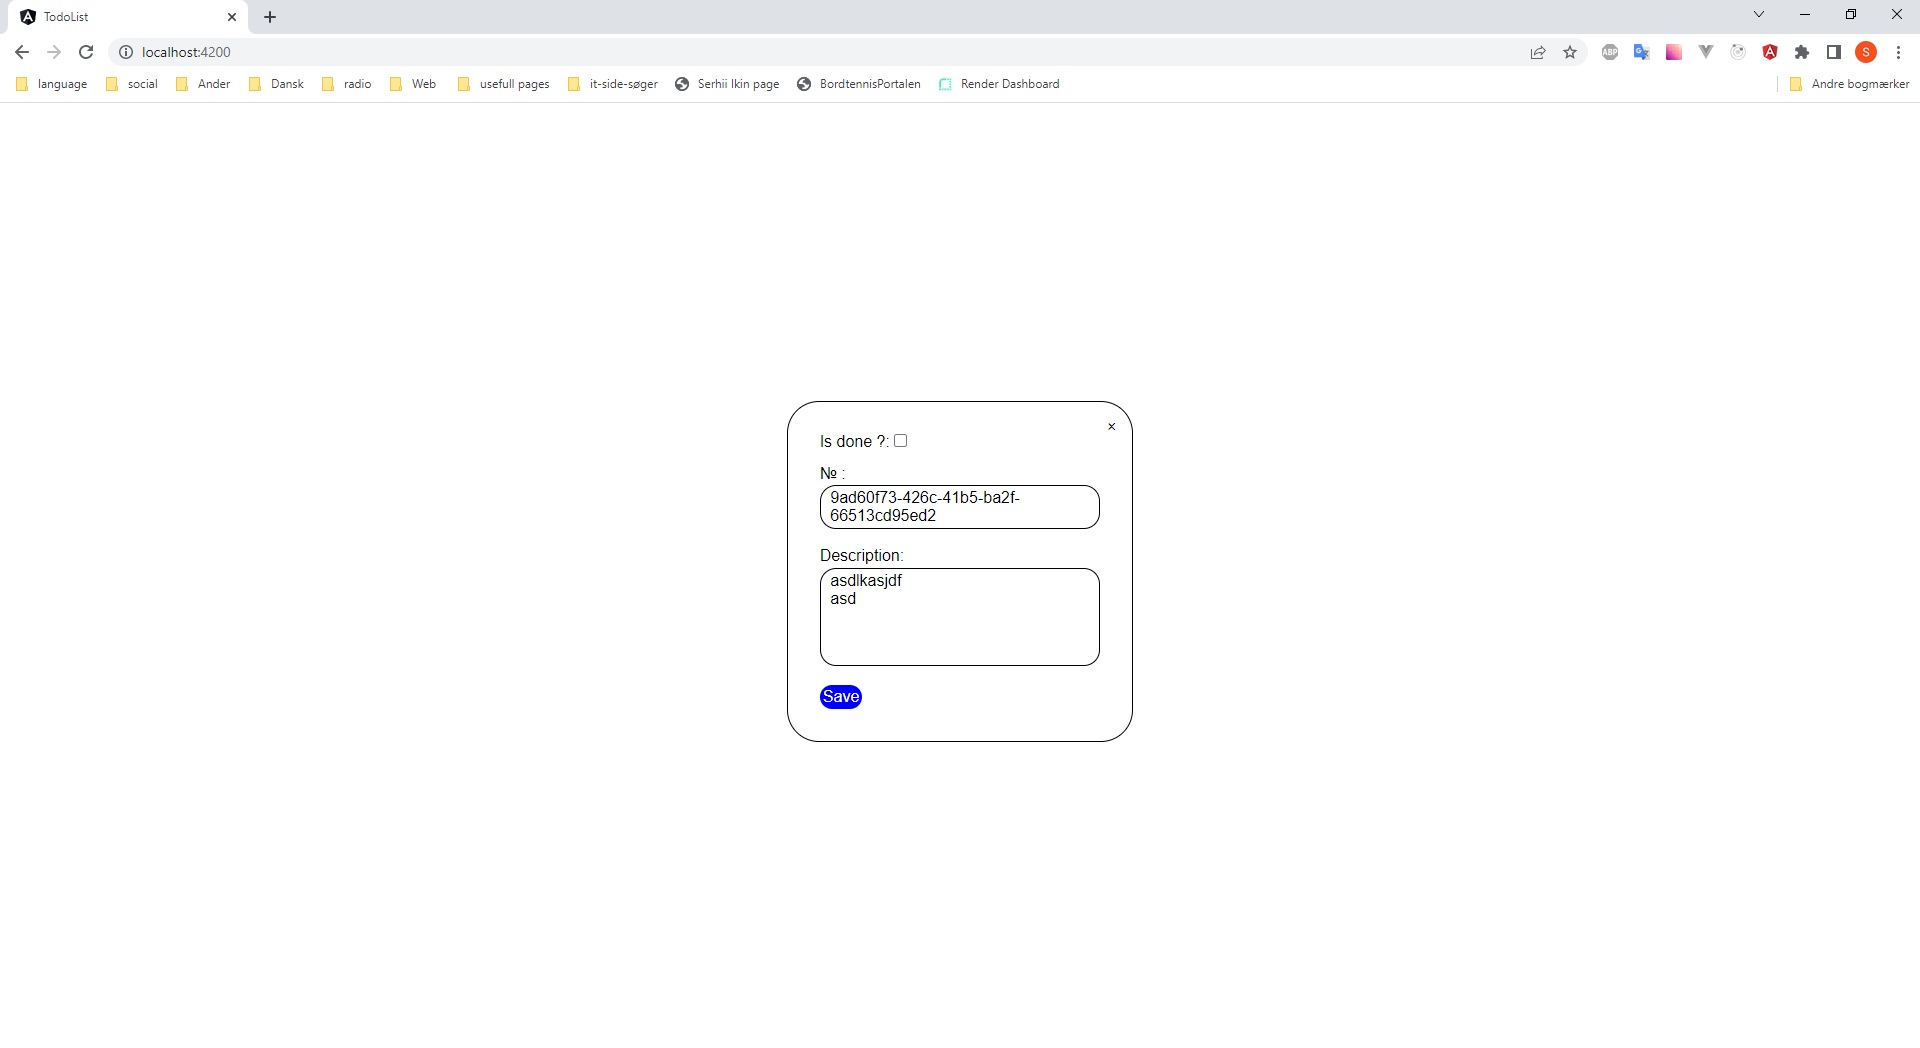 TodoList
localhost:4200
ABP
G
S
language social Ander Dansk radio Web usefull pages it-side-søger Serhii Ikin page BordtennisPortalen Render Dashboard Andre bogmærker
×
Is done ?:
№ :
9ad60f73-426c-41b5-ba2f-
66513cd95ed2
Description:
asdlkasjdf
asd
Save